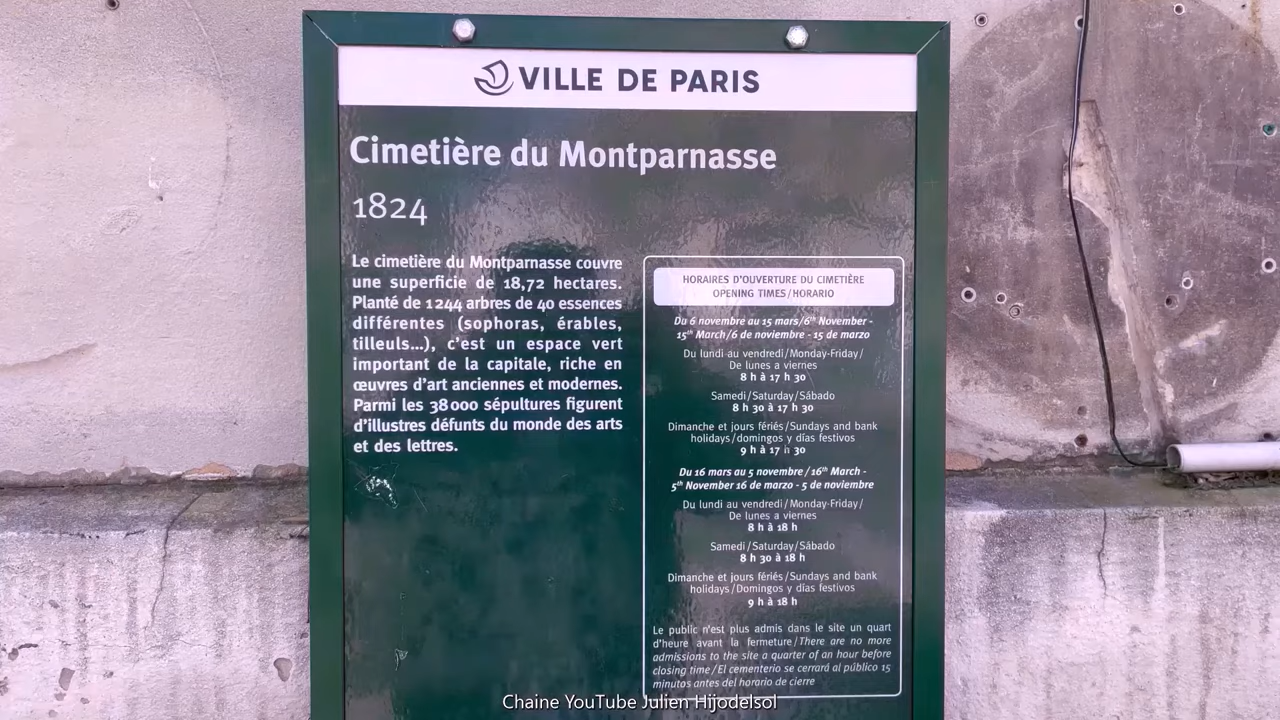 VILLE DE PARIS
Cimetière du Montparnasse
1824
Le cimetière du Montparnasse couvre
une superficie de 18,72 hectares.
Planté de 1 244 arbres de 40 essences
différentes (sophoras, érables,
tilleuls...), c'est un espace vert
important de la capitale, riche en
œuvres d'art anciennes et modernes.
Parmi les 38 000 sépultures figurent
d'illustres défunts du monde des arts
et des lettres.
HORAIRES D'OUVERTURE DU CIMETIÈRE
OPENING TIMES/HORARIO
Du 6 novembre au 15 mars/6th November -
15th March/6 de noviembre - 15 de marzo
Du lundi au vendredi/Monday-Friday/
De lunes a viernes
8 h à 17 h 30
Samedi/Saturday/Sábado
8 h 30 à 17 h 30
Dimanche et jours fériés/Sundays and bank
holidays/domingos y días festivos
9 h à 17 h 30
Du 16 mars au 5 novembre/16th March -
5th November 16 de marzo - 5 de noviembre
Du lundi au vendredi/Monday-Friday/
De lunes a viernes
8 h à 18 h
Samedi/Saturday/Sábado
8 h 30 à 18 h
Dimanche et jours fériés/Sundays and bank
holidays/Domingos y días festivos
9 h à 18 h
Le public n'est plus admis dans le site un quart
d'heure avant la fermeture/There are no more
admissions to the site a quarter of an hour before
closing time/El cementerio se cerrará al público 15
minutos antes del horario de cierre
Chaine YouTube Julien Hijodelsol